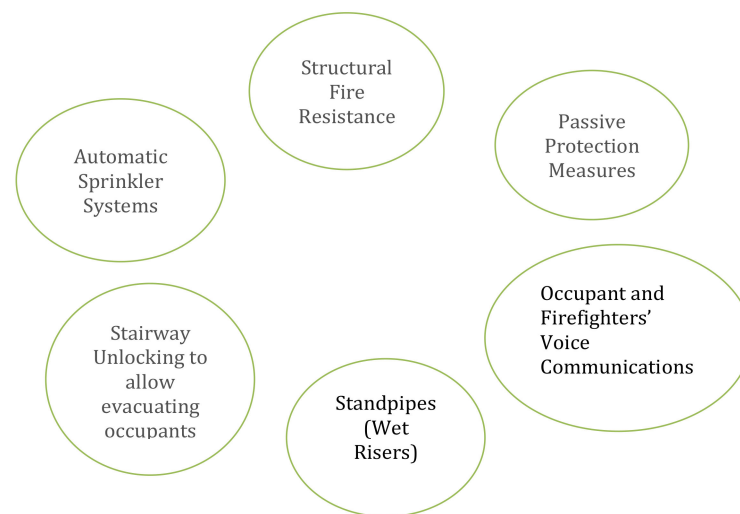 Structural
Fire
Resistance
Passive
Protection
Measures
Automatic
Sprinkler
Systems
Occupant and
Firefighters’
Voice
Communications
Stairway
Unlocking to
allow
evacuating
occupants
Standpipes
(Wet
Risers)